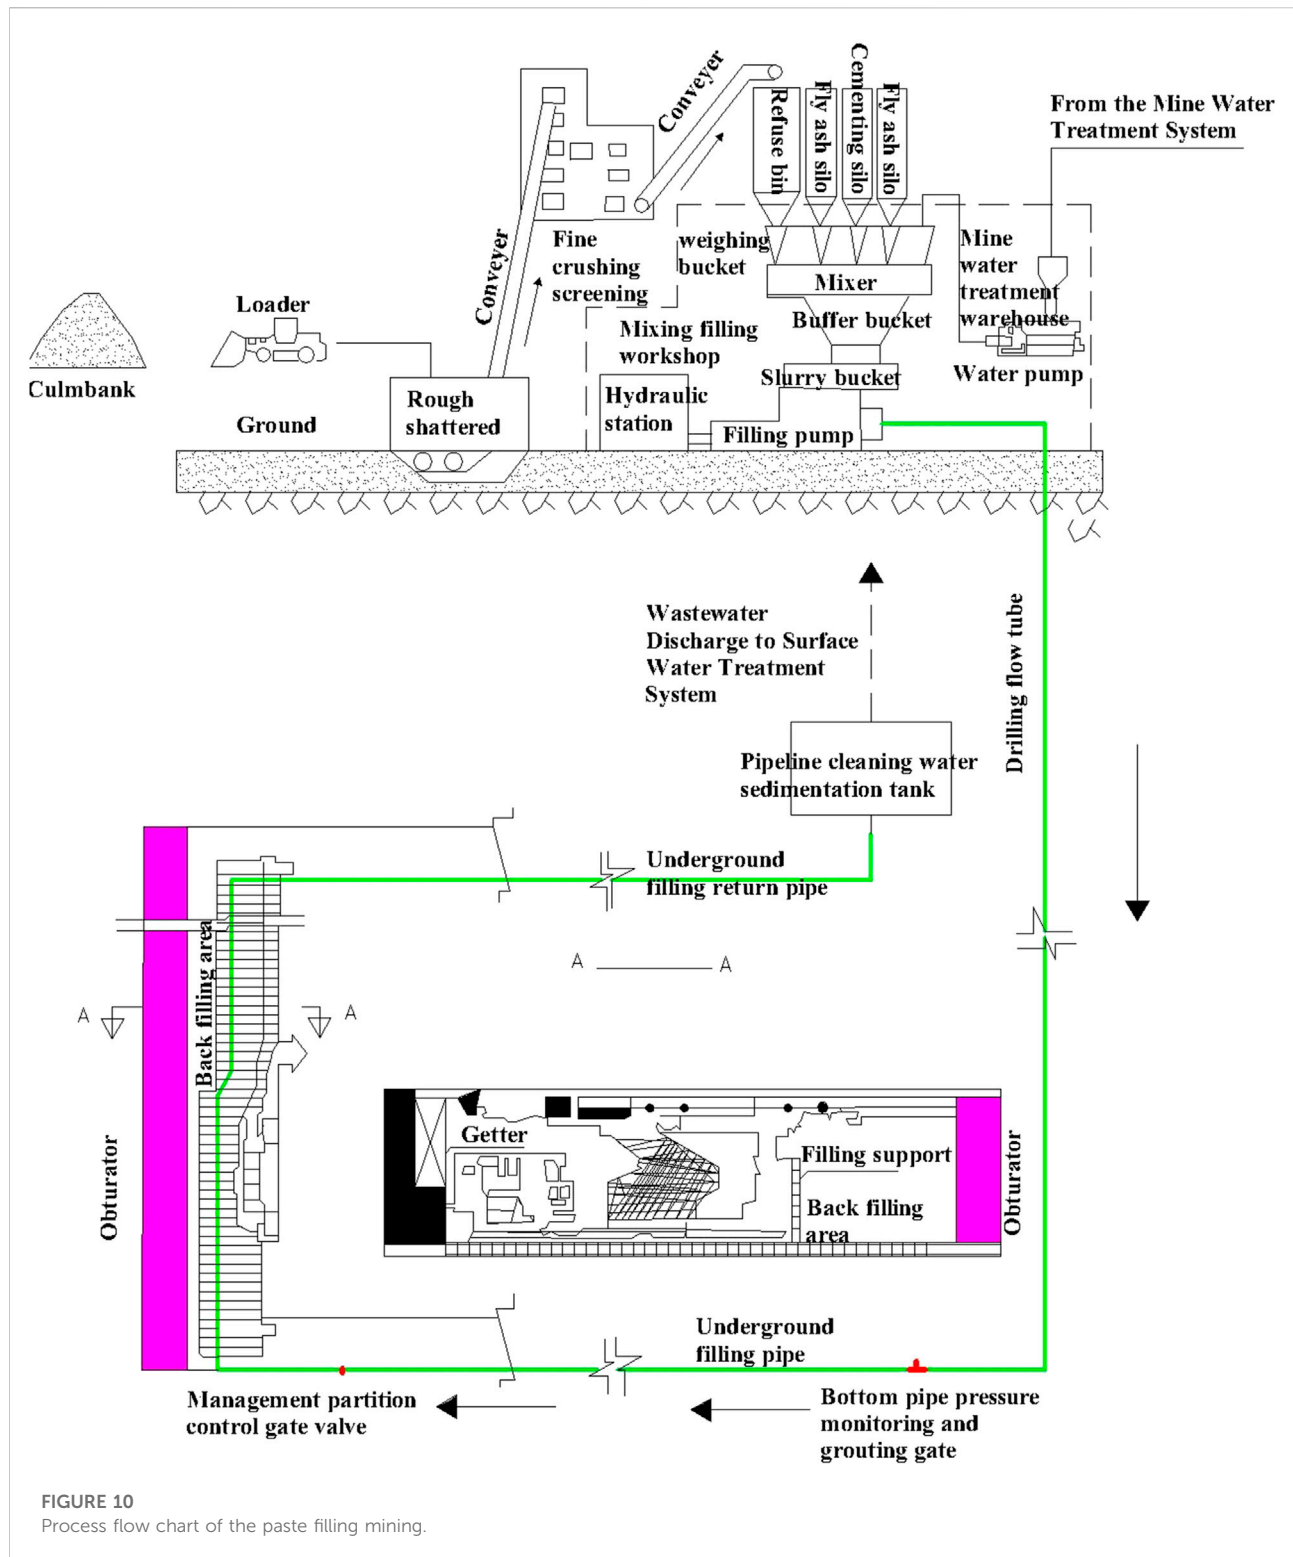 Conveyer
Refuse bin
Fly ash silo
Cementing silo
Fly ash silo
From the Mine Water
Treatment System
Loader
Culmbank
Conveyer
Fine
crushing
screening
weighing
bucket
Mixer
Mine
water
treatment
warehouse
Mixing filling
workshop
Buffer bucket
Water pump
Slurry bucket
Rough
shattered
Hydraulic
station
Ground
Filling pump
Wastewater
Discharge to Surface
Water Treatment
System
Drilling flow tube
Pipeline cleaning water
sedimentation tank
Underground
filling return pipe
Back filling area
A
A
A
A
Obturator
Getter
Filling support
Back filling
area
Obturator
Underground
filling pipe
Management partition
control gate valve
Bottom pipe pressure
monitoring and
grouting gate
FIGURE 10
Process flow chart of the paste filling mining.